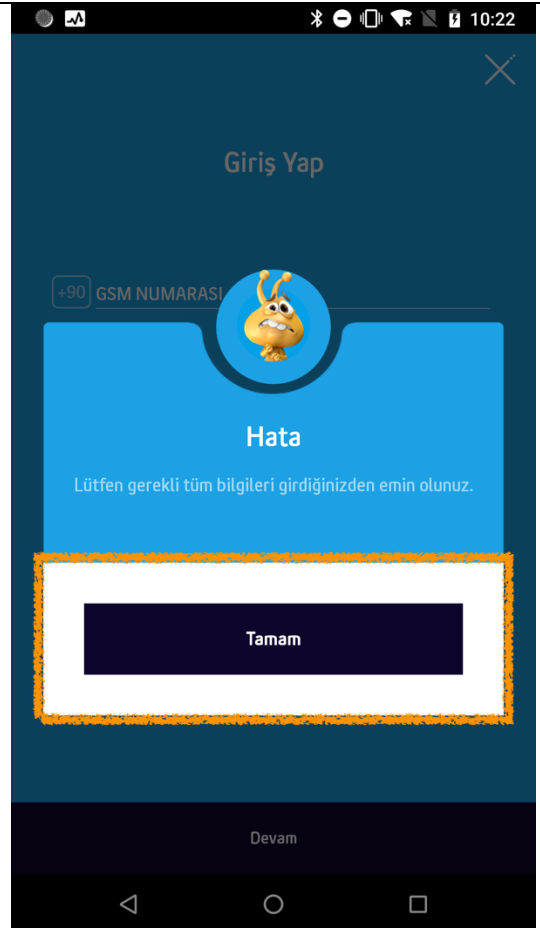 10:22
Giriş Yap
+90 GSM NUMARASI
Hata
Lütfen gerekli tüm bilgileri girdiğinizden emin olunuz.
Tamam
Devam